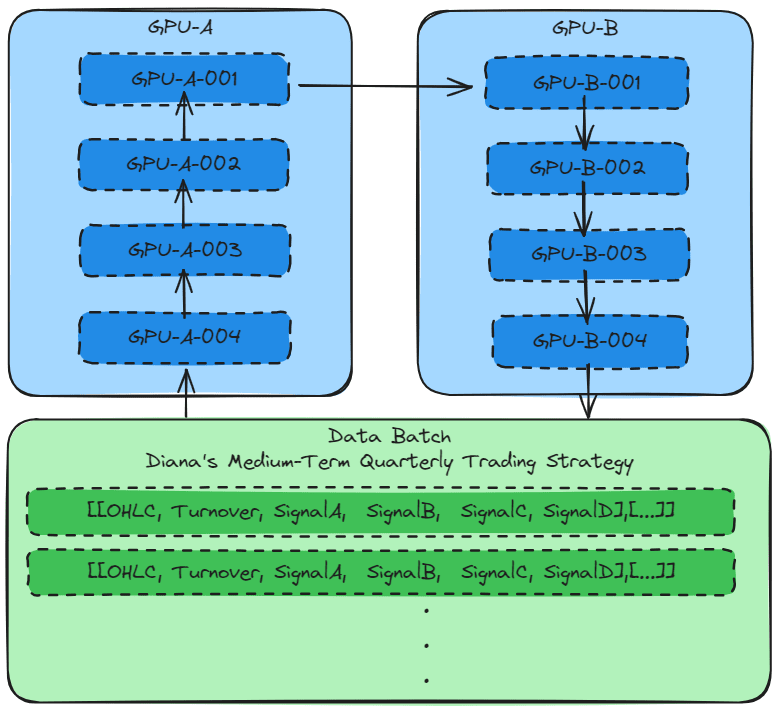 GPU-A
GPU-A-001
GPU-A-002
GPU-A-003
GPU-A-004
GPU-B
GPU-B-001
GPU-B-002
GPU-B-003
GPU-B-004
Data Batch
Diana's Medium-Term Quarterly Trading Strategy
[[OHLC, Turnover, SignalA, SignalB, SignalC, SignalD],[...]]
[[OHLC, Turnover, SignalA, SignalB, SignalC, SignalD],[...]]
.
.
.